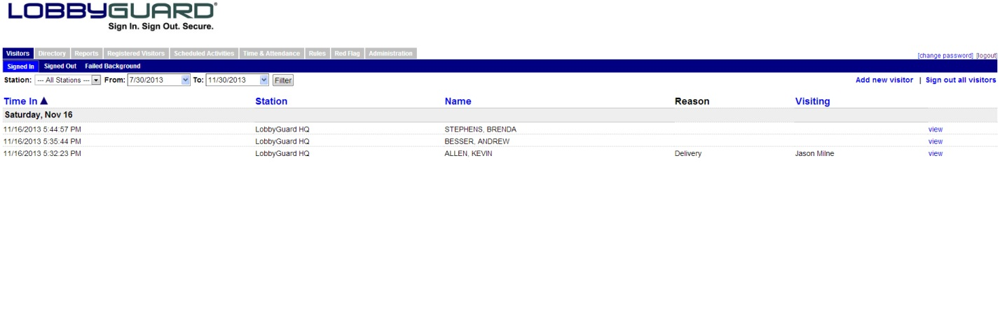 LOBBYGUARD®
Sign In. Sign Out. Secure.
Visitors Directory Reports Registered Visitors Scheduled Activities Time & Attendance Rules Red Flag Administration [change password] [logout]
Signed In Signed Out Failed Background
Station: --- All Stations --- From: 7/30/2013 To: 11/30/2013 Filter Add new visitor | Sign out all visitors
Time In ▲ Station Name Reason Visiting
Saturday, Nov 16
11/16/2013 5:44:57 PM LobbyGuard HQ STEPHENS, BRENDA view
11/16/2013 5:35:44 PM LobbyGuard HQ BESSER, ANDREW view
11/16/2013 5:32:23 PM LobbyGuard HQ ALLEN, KEVIN Delivery Jason Milne view